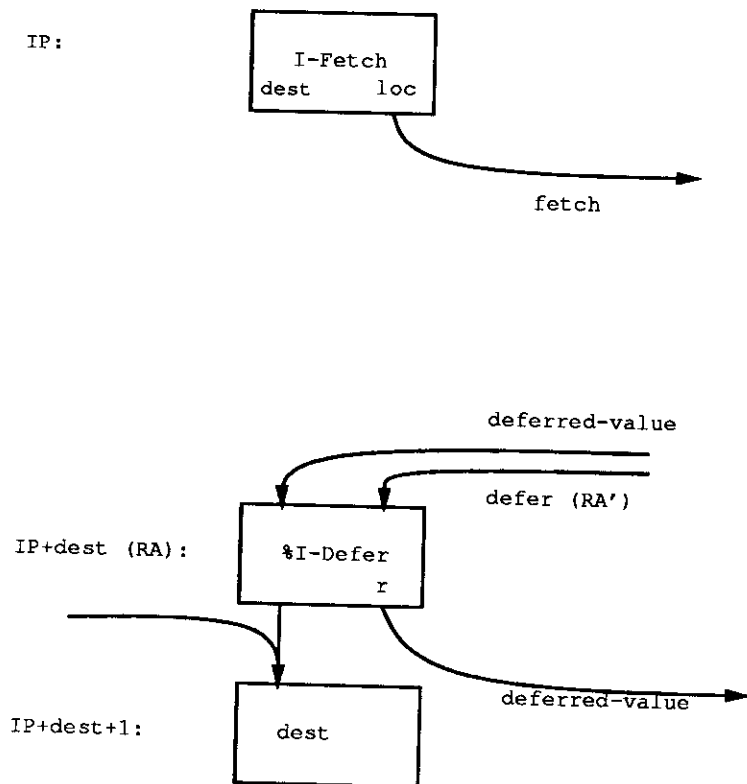 IP:
I-Fetch
dest loc
fetch
deferred-value
defer (RA')
IP+dest (RA):
%I-Defer
r
deferred-value
IP+dest+1:
dest